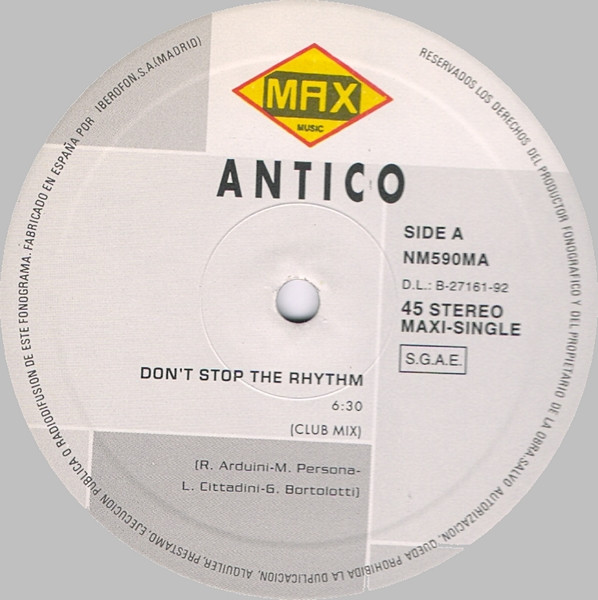 MAX
MUSIC
ANTICO
SIDE A
NM590MA
D.L.: B-27161-92
45 STEREO
MAXI-SINGLE
S.G.A.E.
DON'T STOP THE RHYTHM
6:30
(CLUB MIX)
(R. Arduini-M. Persona-
L. Cittadini-G. Bortolotti)
RESERVADOS LOS DERECHOS DEL PRODUCTOR FONOGRAFICO Y DEL PROPIETARIO DE LA OBRA.SALVO AUTORIZACION, QUEDA PROHIBIDA LA DUPLICACION, ALQUILER, PRESTAMO, EJECUCION PUBLICA O RADIODIFUSION DE ESTE FONOGRAMA. FABRICADO EN ESPAÑA POR IBEROFON,S.A.(MADRID)